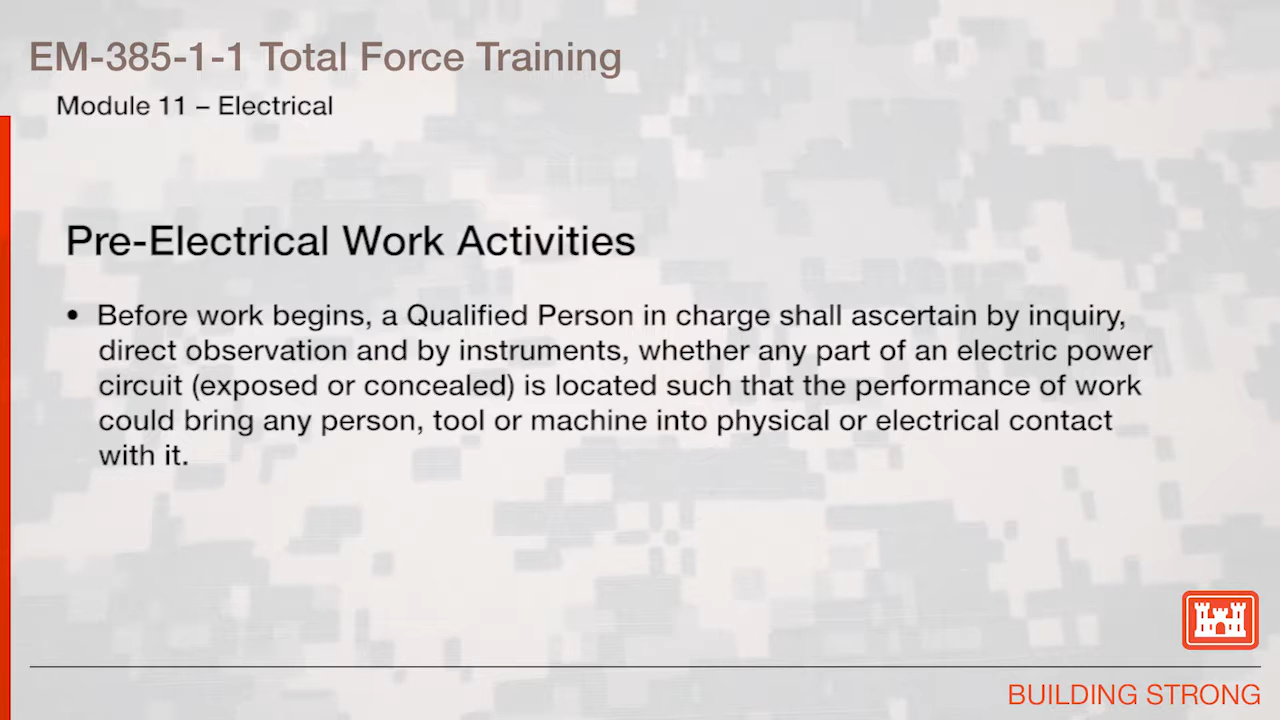 EM-385-1-1 Total Force Training
Module 11 – Electrical
Pre-Electrical Work Activities
• Before work begins, a Qualified Person in charge shall ascertain by inquiry,
direct observation and by instruments, whether any part of an electric power
circuit (exposed or concealed) is located such that the performance of work
could bring any person, tool or machine into physical or electrical contact
with it.
BUILDING STRONG